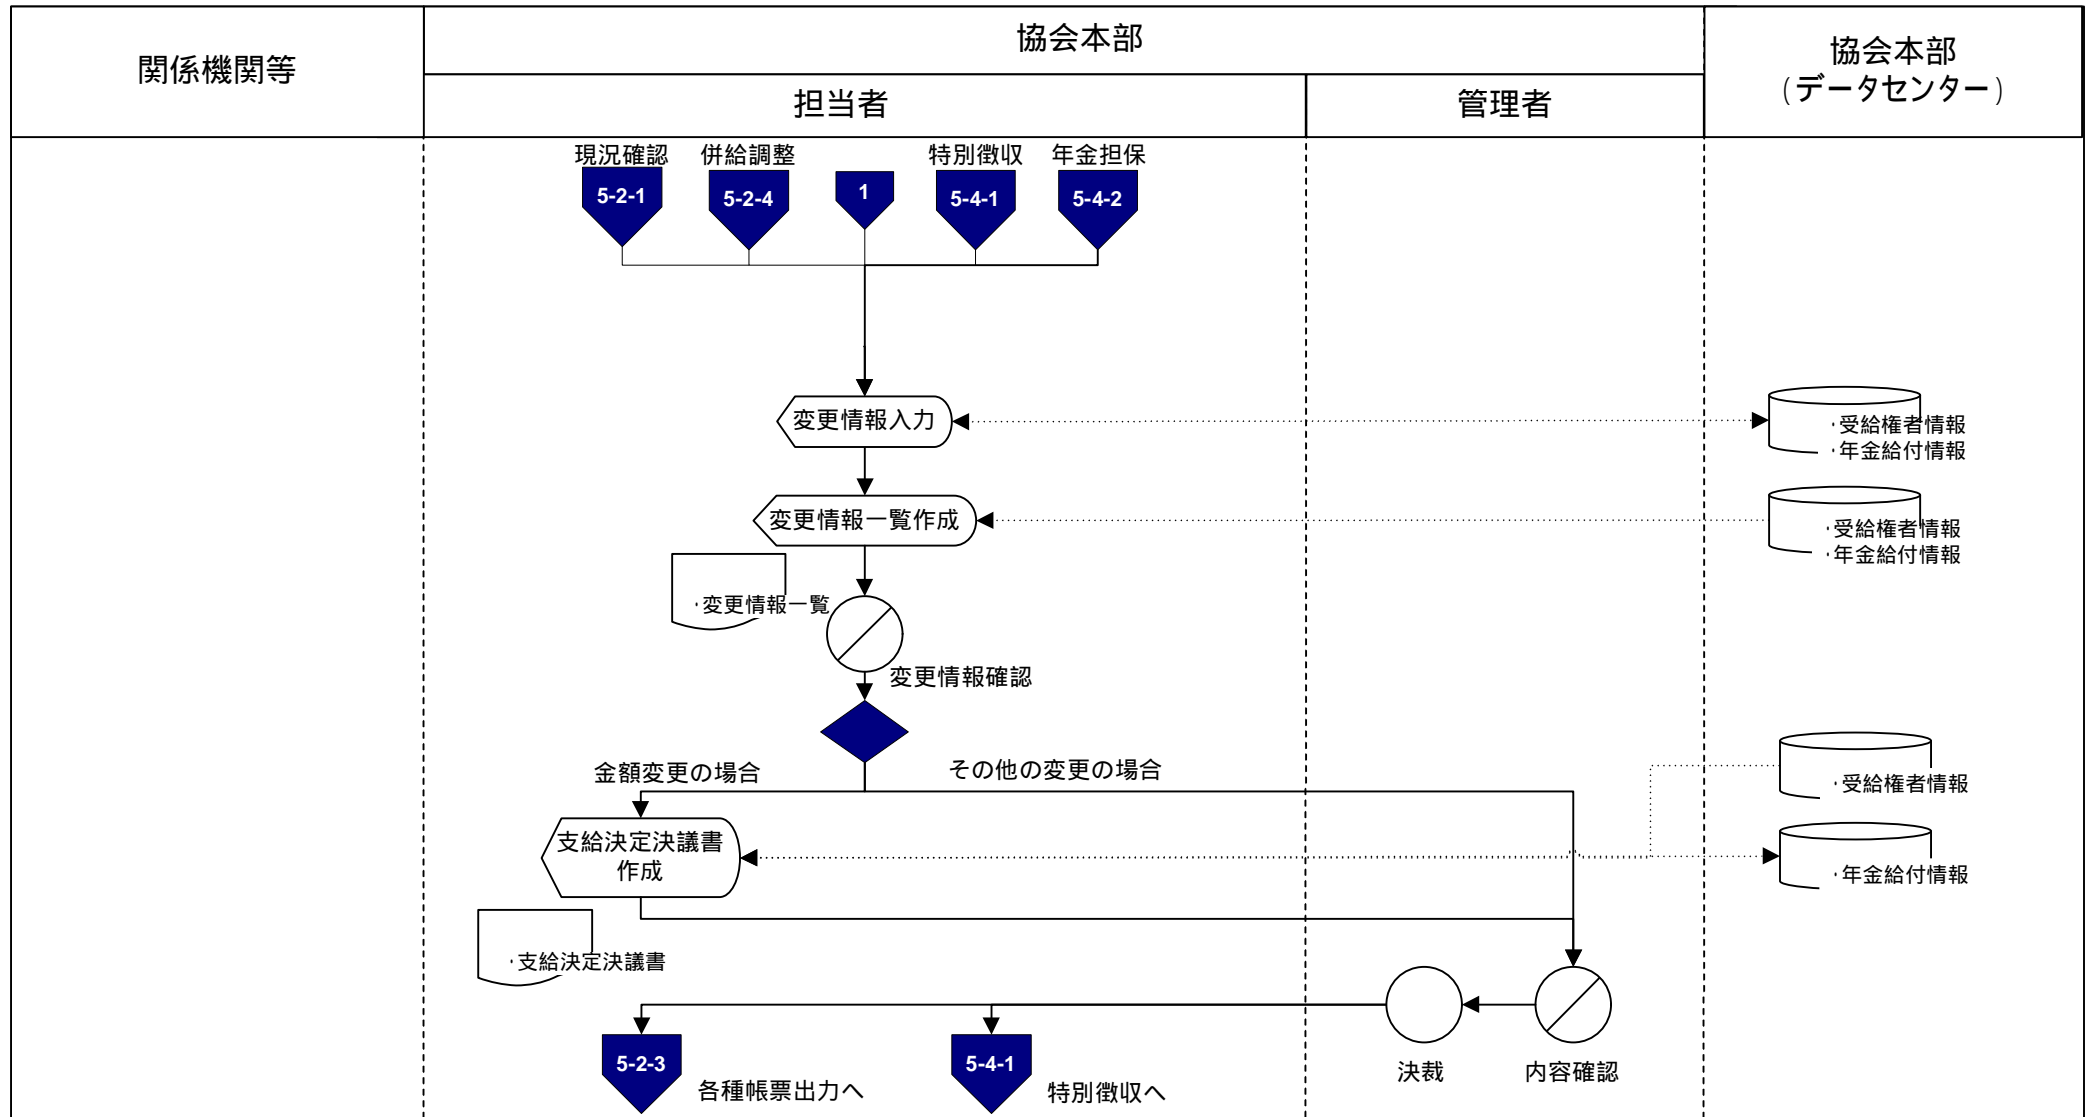 関係機関等
協会本部
担当者
管理者
協会本部
(データセンター)
現況確認
併給調整
特別徴収
年金担保
5-2-1
5-2-4
1
5-4-1
5-4-2
変更情報入力
・受給権者情報
・年金給付情報
変更情報一覧作成
・受給権者情報
・年金給付情報
・変更情報一覧
変更情報確認
金額変更の場合
その他の変更の場合
・受給権者情報
支給決定決議書
作成
・年金給付情報
・支給決定決議書
5-2-3
各種帳票出力へ
5-4-1
特別徴収へ
決裁
内容確認